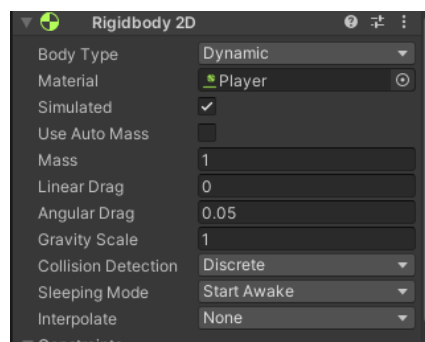 Rigidbody 2D
Body Type Dynamic
Material Player
Simulated
Use Auto Mass
Mass 1
Linear Drag 0
Angular Drag 0.05
Gravity Scale 1
Collision Detection Discrete
Sleeping Mode Start Awake
Interpolate None